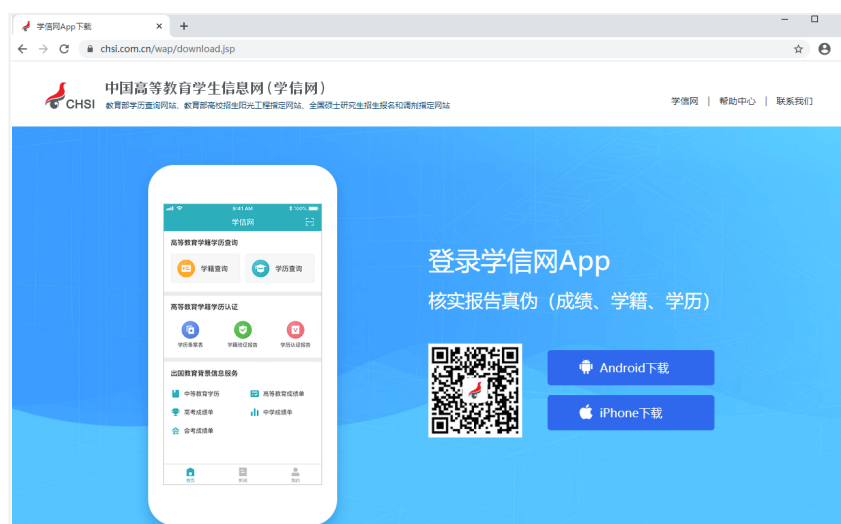 学信网App下载
chsi.com.cn/wap/download.jsp
CHSI
中国高等教育学生信息网(学信网)
教育部学历查询网站、教育部高校招生阳光工程指定网站、全国硕士研究生招生报名和调剂指定网站
学信网 | 帮助中心 | 联系我们
9:41 AM 100%
学信网
高等教育学籍学历查询
学籍查询 学历查询
高等教育学籍学历认证
学历备案表 学籍验证报告 学历认证报告
出国教育背景信息服务
中等教育学历 高等教育成绩单
高考成绩单 中学成绩单
会考成绩单
首页 新闻 我的
登录学信网App
核实报告真伪(成绩、学籍、学历)
Android下载
iPhone下载